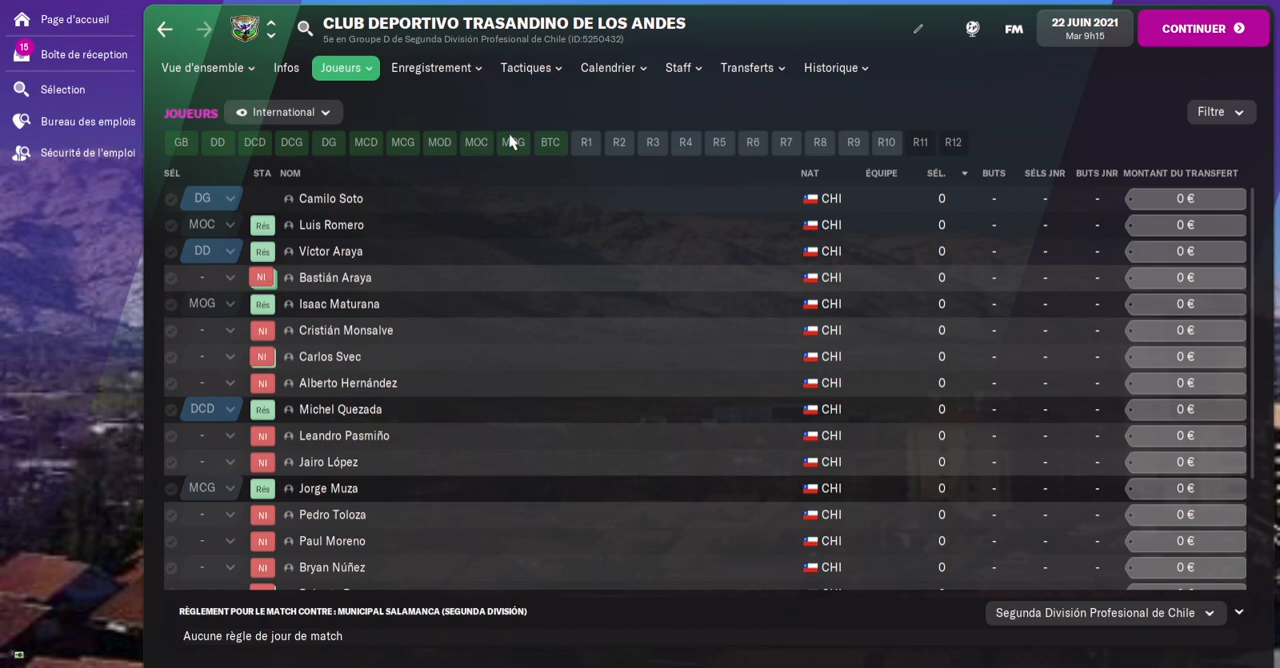 Page d'accueil
15
Boîte de réception
Sélection
Bureau des emplois
Sécurité de l'emploi
CLUB DEPORTIVO TRASANDINO DE LOS ANDES
5e en Groupe D de Segunda División Profesional de Chile (ID:5250432)
FM
22 JUIN 2021
Mar 9h15
CONTINUER
Vue d'ensemble Infos Joueurs Enregistrement Tactiques Calendrier Staff Transferts Historique
JOUEURS International Filtre
GB DD DCD DCG DG MCD MCG MOD MOC BTC R1 R2 R3 R4 R5 R6 R7 R8 R9 R10 R11 R12
SÉL STA NOM NAT ÉQUIPE SÉL. BUTS SÉLS JNR BUTS JNR MONTANT DU TRANSFERT
DG Camilo Soto CHI 0 - - - 0 €
MOC Rés Luis Romero CHI 0 - - - 0 €
DD Rés Víctor Araya CHI 0 - - - 0 €
- NI Bastián Araya CHI 0 - - - 0 €
MOG Rés Isaac Maturana CHI 0 - - - 0 €
- NI Cristián Monsalve CHI 0 - - - 0 €
- NI Carlos Svec CHI 0 - - - 0 €
- NI Alberto Hernández CHI 0 - - - 0 €
DCD Rés Michel Quezada CHI 0 - - - 0 €
- NI Leandro Pasmiño CHI 0 - - - 0 €
- NI Jairo López CHI 0 - - - 0 €
MCG Rés Jorge Muza CHI 0 - - - 0 €
- NI Pedro Toloza CHI 0 - - - 0 €
- NI Paul Moreno CHI 0 - - - 0 €
- NI Bryan Núñez CHI 0 - - - 0 €
RÈGLEMENT POUR LE MATCH CONTRE : MUNICIPAL SALAMANCA (SEGUNDA DIVISIÓN) Segunda División Profesional de Chile
Aucune règle de jour de match